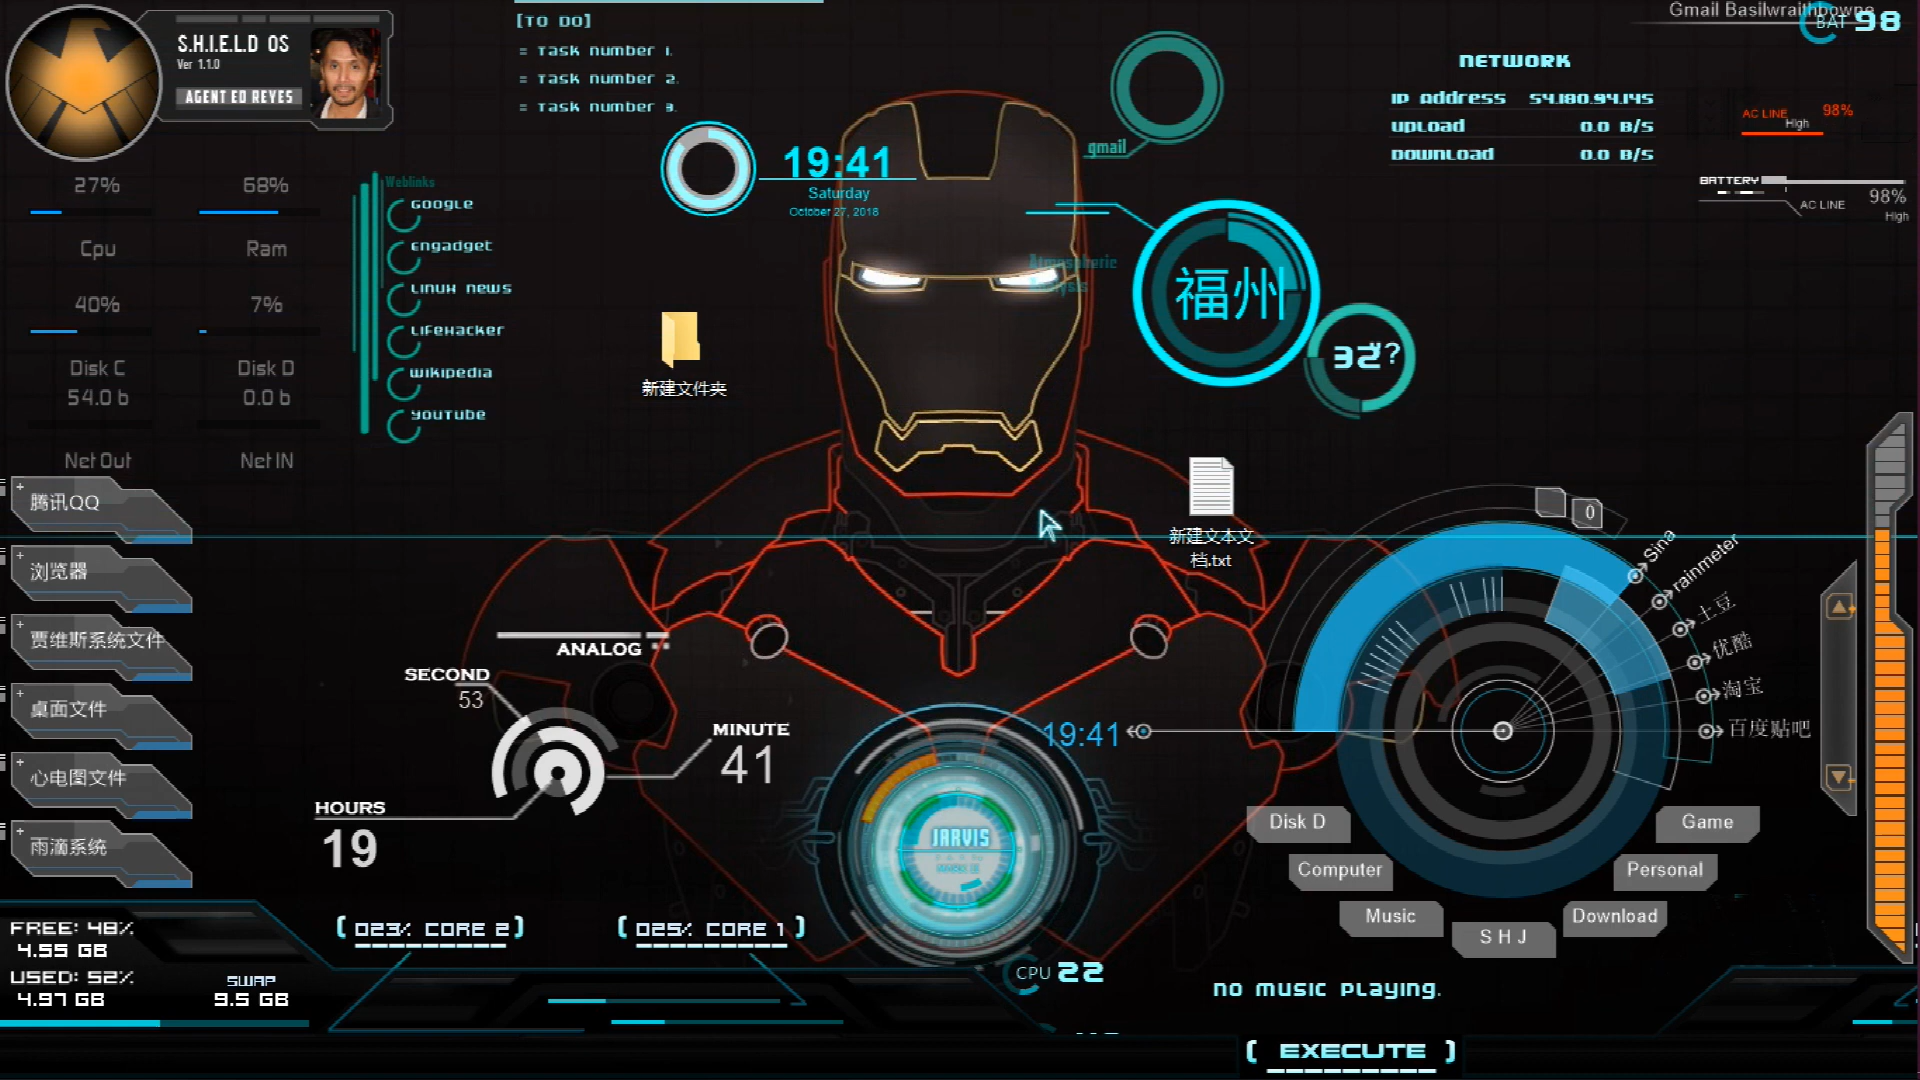 S.H.I.E.L.D OS
Ver 1.1.0
AGENT ED REYES
[TO DO]
= Task number 1.
= Task number 2.
= Task number 3.
Gmail Basilwraithbowne
BAT 98
NETWORK
IP Address 54.180.94.145
Upload 0.0 B/S
Download 0.0 B/S
AC LINE 98%
High
BATTERY
98%
AC LINE
High
gmail
19:41
Saturday
October 27, 2018
27%
68%
Cpu
Ram
40%
7%
Disk C
Disk D
54.0 b
0.0 b
Net Out
Net IN
Weblinks
Google
Engadget
Linux News
Lifehacker
Wikipedia
YouTube
Atmospheric
Analysis
福州
32°?
新建文件夹
新建文本文
档.txt
腾讯QQ
浏览器
贾维斯系统文件
桌面文件
心电图文件
雨滴系统
0
Sina
rainmeter
土豆
优酷
淘宝
百度贴吧
ANALOG
SECOND
53
MINUTE
41
HOURS
19
19:41
JARVIS
Disk D
Game
Computer
Personal
Music
Download
S H J
FREE: 48%
4.55 GB
USED: 52%
4.97 GB
SWAP
9.5 GB
( 023% CORE 2 )
( 025% CORE 1 )
CPU 22
No music playing.
( EXECUTE )